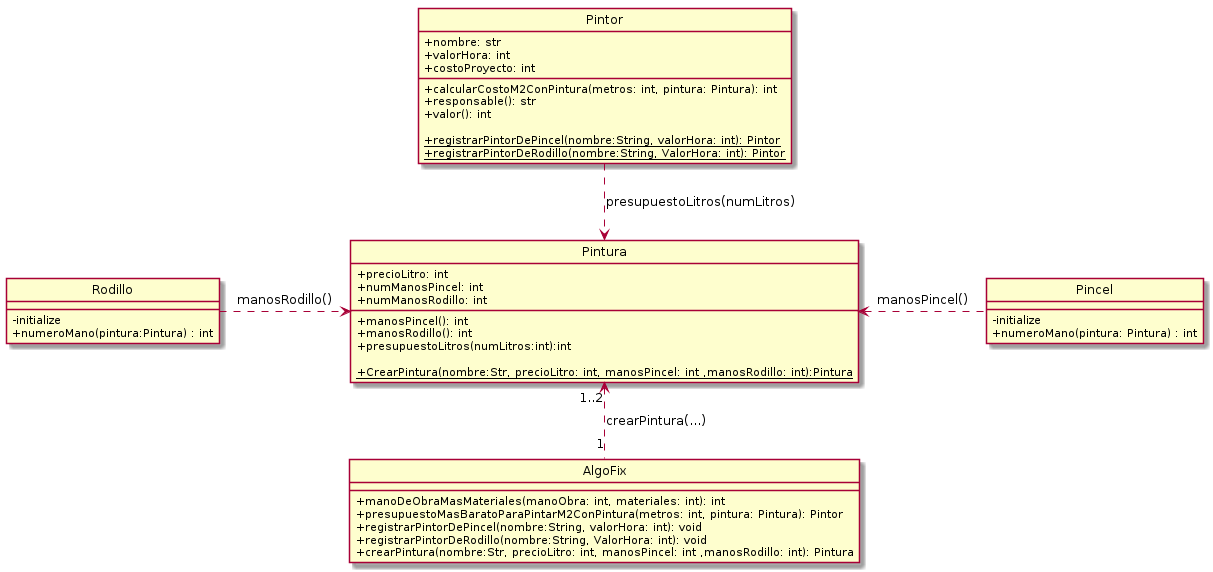 Pintor
+nombre: str
+valorHora: int
+costoProyecto: int
+calcularCostoM2ConPintura(metros: int, pintura: Pintura): int
+responsable(): str
+valor(): int
+registrarPintorDePincel(nombre:String, valorHora: int): Pintor
+registrarPintorDeRodillo(nombre:String, ValorHora: int): Pintor
presupuestoLitros(numLitros)
Pintura
+precioLitro: int
+numManosPincel: int
+numManosRodillo: int
+manosPincel(): int
+manosRodillo(): int
+presupuestoLitros(numLitros:int):int
+CrearPintura(nombre:Str, precioLitro: int, manosPincel: int ,manosRodillo: int):Pintura
Rodillo
-initialize
+numeroMano(pintura:Pintura) : int
manosRodillo()
manosPincel()
Pincel
-initialize
+numeroMano(pintura: Pintura) : int
1..2
crearPintura(...)
1
AlgoFix
+manoDeObraMasMateriales(manoObra: int, materiales: int): int
+presupuestoMasBaratoParaPintarM2ConPintura(metros: int, pintura: Pintura): Pintor
+registrarPintorDePincel(nombre:String, valorHora: int): void
+registrarPintorDeRodillo(nombre:String, ValorHora: int): void
+crearPintura(nombre:Str, precioLitro: int, manosPincel: int ,manosRodillo: int): Pintura